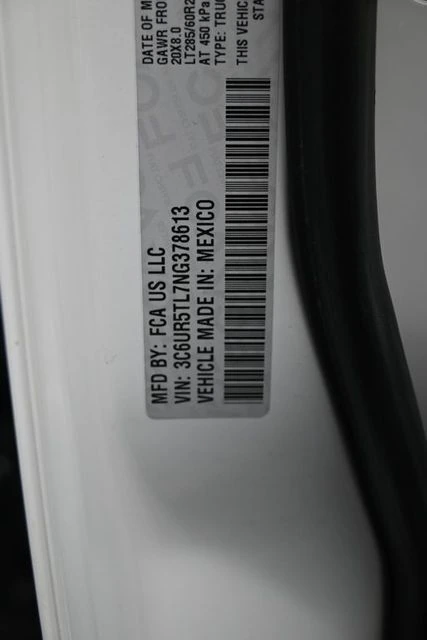 MFD BY: FCA US LLC
VIN: 3C6UR5TL7NG378613
VEHICLE MADE IN: MEXICO
DATE OF M
GAWR FRO
20X8.0
LT285/60R2
AT 450 kPa
TYPE: TRUC
THIS VEHIC
STA